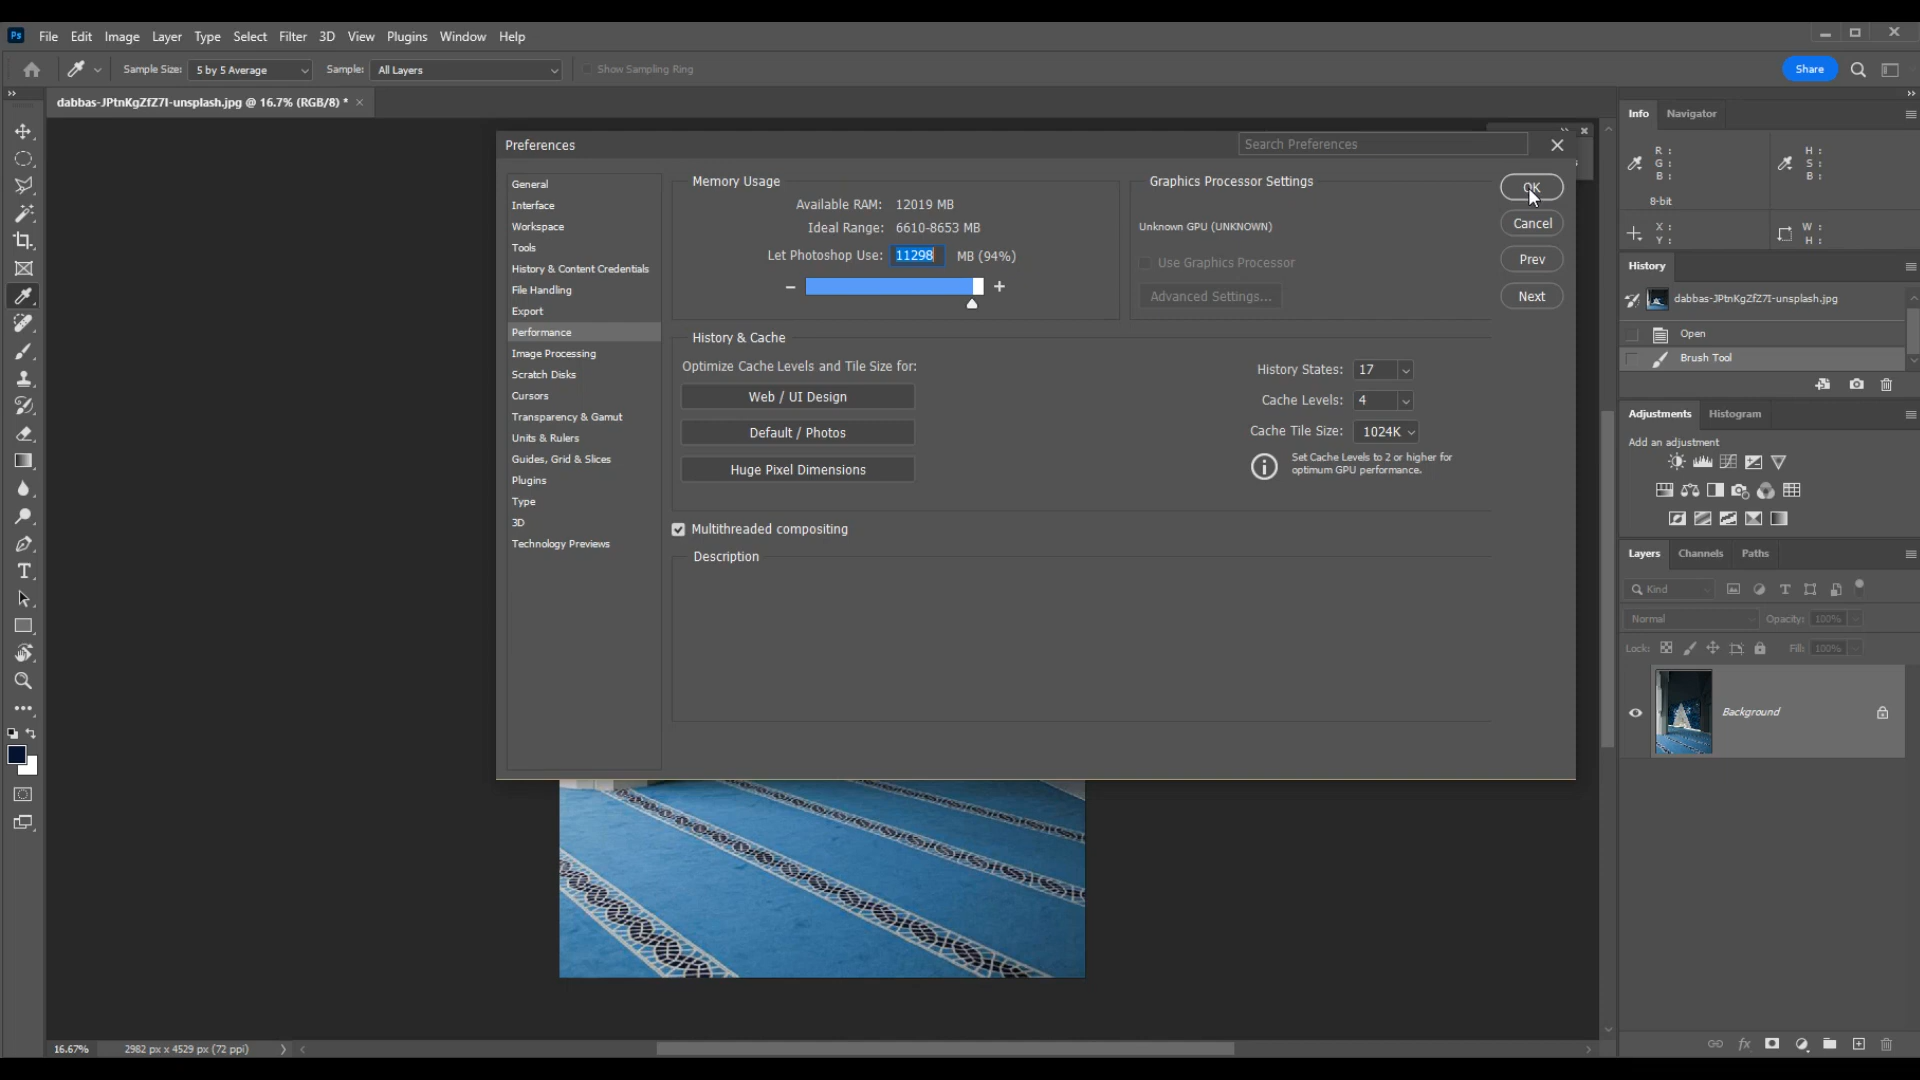 Ps File Edit Image Layer Type Select Filter 3D View Plugins Window Help
Sample Size: 5 by 5 Average Sample: All Layers Show Sampling Ring Share
dabbas-JPtnKgZfZ7I-unsplash.jpg @ 16.7% (RGB/8) * ×
Preferences
Search Preferences
General
Interface
Workspace
Tools
History & Content Credentials
File Handling
Export
Performance
Image Processing
Scratch Disks
Cursors
Transparency & Gamut
Units & Rulers
Guides, Grid & Slices
Plugins
Type
3D
Technology Previews
Memory Usage
Available RAM: 12019 MB
Ideal Range: 6610-8653 MB
Let Photoshop Use: 11298 MB (94%)
Graphics Processor Settings
Unknown GPU (UNKNOWN)
Use Graphics Processor
Advanced Settings...
OK
Cancel
Prev
Next
History & Cache
Optimize Cache Levels and Tile Size for:
Web / UI Design
Default / Photos
Huge Pixel Dimensions
History States: 17
Cache Levels: 4
Cache Tile Size: 1024K
Set Cache Levels to 2 or higher for
optimum GPU performance.
Multithreaded compositing
Description
Info Navigator
R : H :
G : S :
B : B :
8-bit
X : W :
Y : H :
History
dabbas-JPtnKgZfZ7I-unsplash.jpg
Open
Brush Tool
Adjustments Histogram
Add an adjustment
Layers Channels Paths
Kind
Normal Opacity: 100%
Lock: Fill: 100%
Background
16.67% 2982 px x 4529 px (72 ppi)